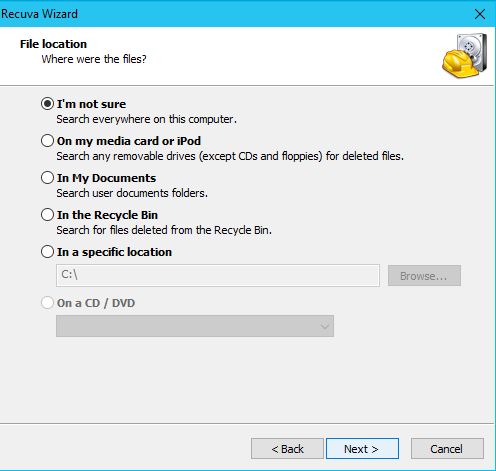 Recuva Wizard
File location
Where were the files?
I'm not sure
Search everywhere on this computer.
On my media card or iPod
Search any removable drives (except CDs and floppies) for deleted files.
In My Documents
Search user documents folders.
In the Recycle Bin
Search for files deleted from the Recycle Bin.
In a specific location
C:\
Browse...
On a CD / DVD
< Back
Next >
Cancel